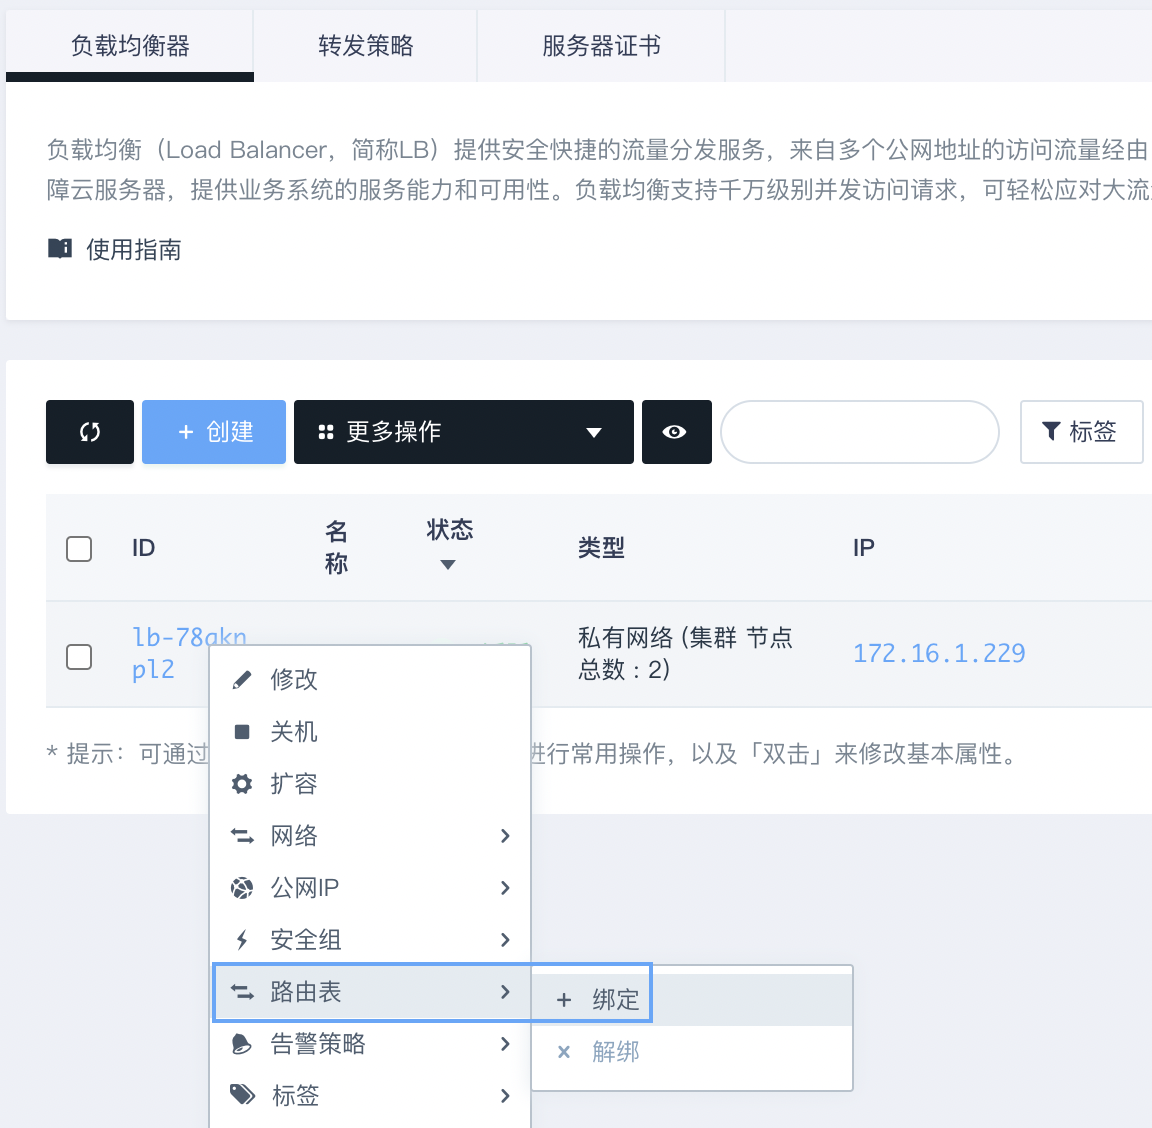 负载均衡器 转发策略 服务器证书
负载均衡（Load Balancer，简称LB）提供安全快捷的流量分发服务，来自多个公网地址的访问流量经由
障云服务器，提供业务系统的服务能力和可用性。负载均衡支持千万级别并发访问请求，可轻松应对大流
使用指南
+ 创建 更多操作 标签
ID 名称 状态 类型 IP
lb-78qkn
pl2
私有网络 (集群 节点
总数：2)
172.16.1.229
* 提示：可通过
进行常用操作，以及「双击」来修改基本属性。
修改
关机
扩容
网络
公网IP
安全组
路由表
+ 绑定
告警策略
× 解绑
标签